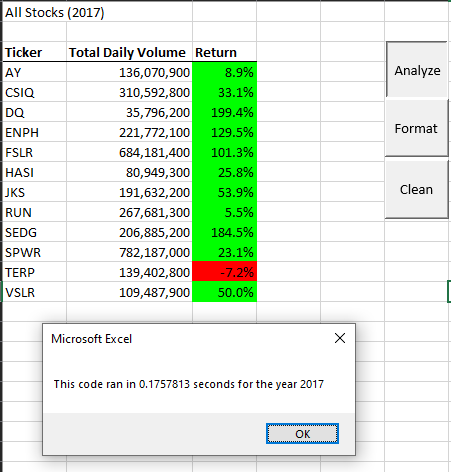 All Stocks (2017)
Ticker Total Daily Volume Return
AY 136,070,900 8.9%
CSIQ 310,592,800 33.1%
DQ 35,796,200 199.4%
ENPH 221,772,100 129.5%
FSLR 684,181,400 101.3%
HASI 80,949,300 25.8%
JKS 191,632,200 53.9%
RUN 267,681,300 5.5%
SEDG 206,885,200 184.5%
SPWR 782,187,000 23.1%
TERP 139,402,800 -7.2%
VSLR 109,487,900 50.0%
Analyze
Format
Clean
Microsoft Excel
This code ran in 0.1757813 seconds for the year 2017
OK